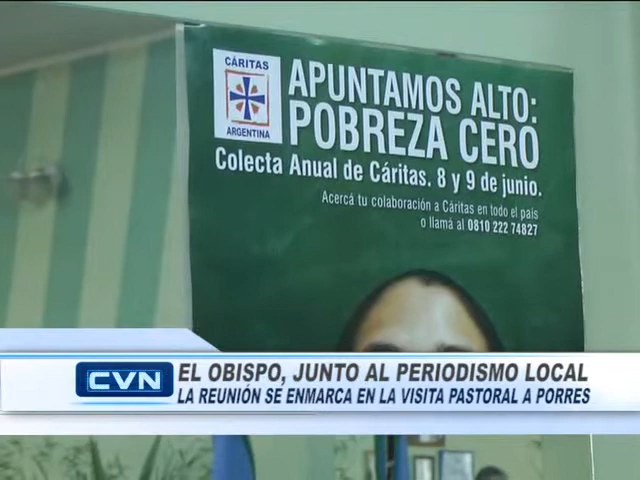 CÁRITAS
ARGENTINA
APUNTAMOS ALTO:
POBREZA CERO
Colecta Anual de Cáritas. 8 y 9 de junio.
Acercá tu colaboración a Cáritas en todo el país
o llamá al 0810 222 74827
CVN
EL OBISPO, JUNTO AL PERIODISMO LOCAL
LA REUNIÓN SE ENMARCA EN LA VISITA PASTORAL A PORRES